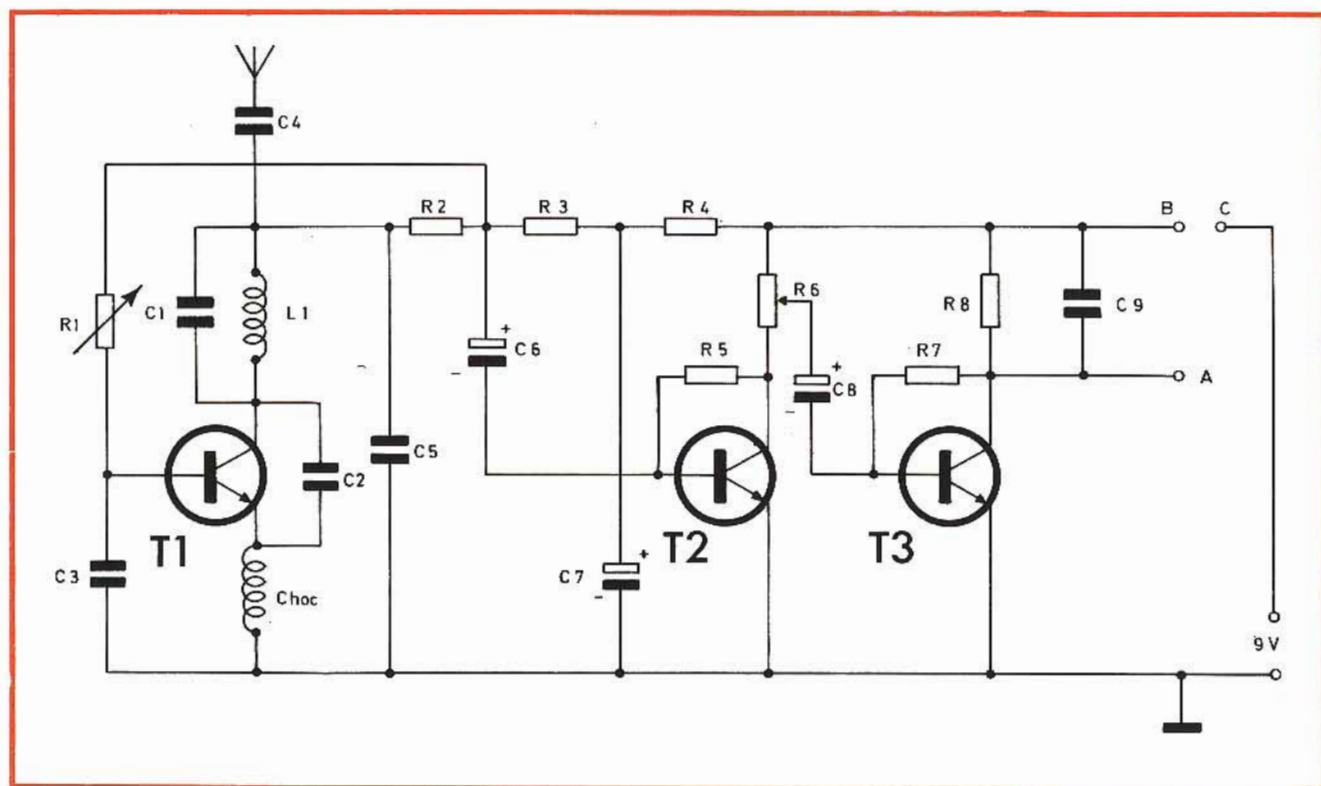 C4
R2
R3
R4
B
C
R1
C1
L1
R6
R8
C9
+
C6
-
R5
+
C8
-
R7
A
C5
C2
T1
T2
T3
C3
Choc
+
C7
-
9V